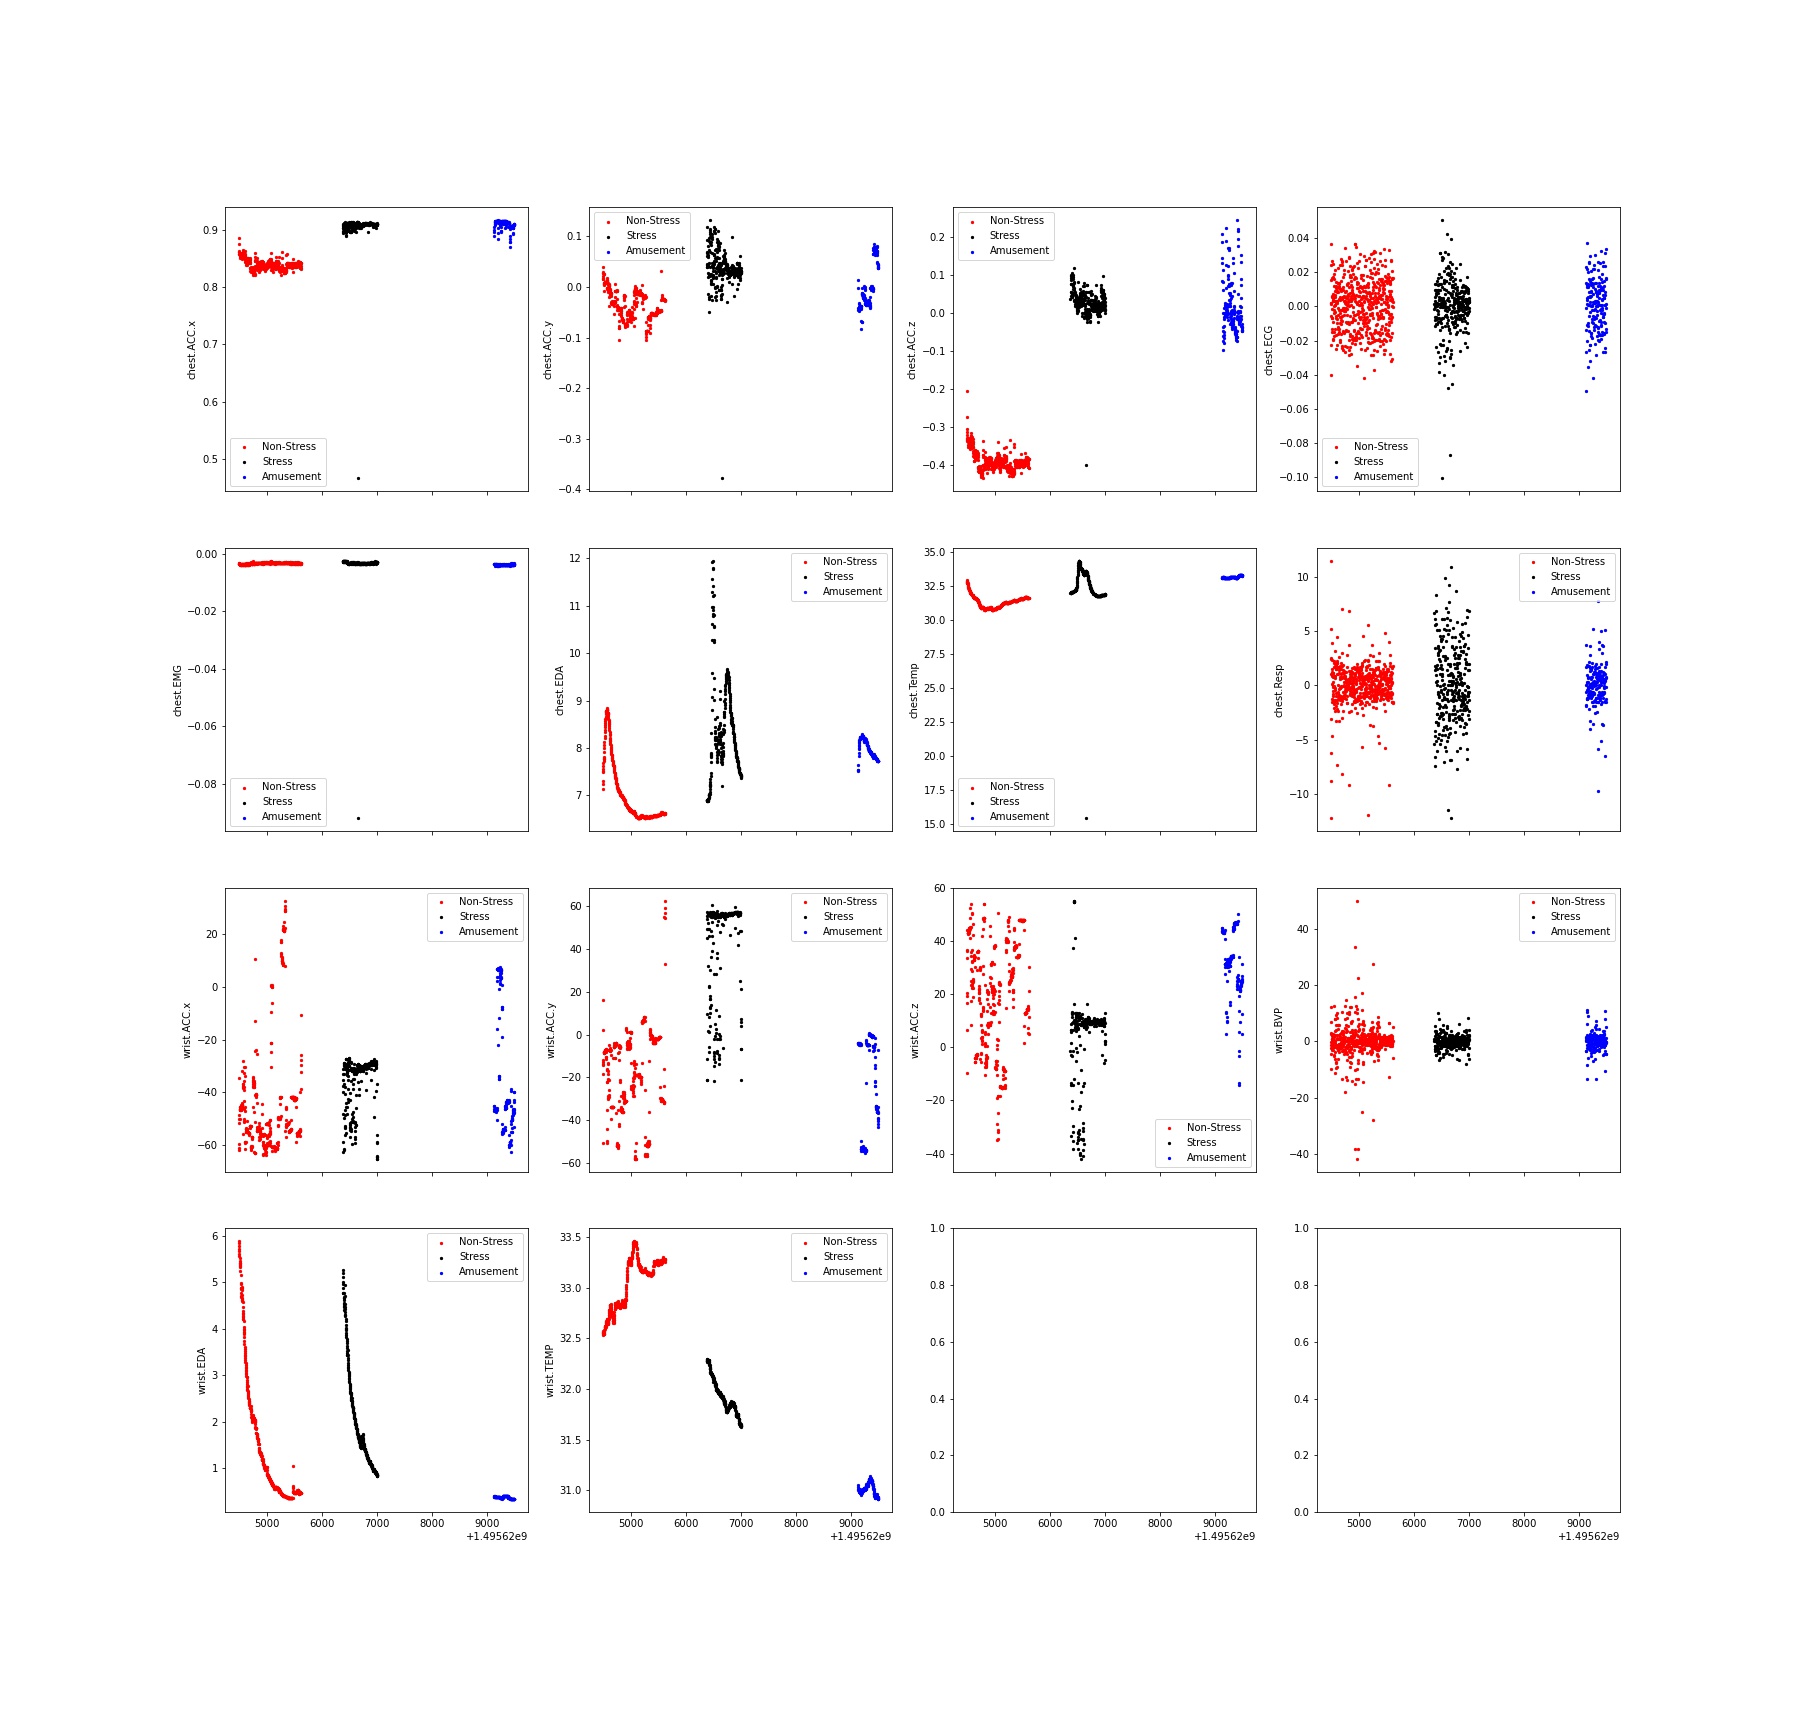 0.9
0.8
0.7
0.6
0.5
chest.ACC.x
Non-Stress
Stress
Amusement
0.1
0.0
−0.1
−0.2
−0.3
−0.4
chest.ACC.y
Non-Stress
Stress
Amusement
0.2
0.1
0.0
−0.1
−0.2
−0.3
−0.4
chest.ACC.z
Non-Stress
Stress
Amusement
0.04
0.02
0.00
−0.02
−0.04
−0.06
−0.08
−0.10
chest.ECG
Non-Stress
Stress
Amusement
0.00
−0.02
−0.04
−0.06
−0.08
chest.EMG
Non-Stress
Stress
Amusement
12
11
10
9
8
7
chest.EDA
Non-Stress
Stress
Amusement
35.0
32.5
30.0
27.5
25.0
22.5
20.0
17.5
15.0
chest.Temp
Non-Stress
Stress
Amusement
10
5
0
−5
−10
chest.Resp
Non-Stress
Stress
Amusement
20
0
−20
−40
−60
wrist.ACC.x
Non-Stress
Stress
Amusement
60
40
20
0
−20
−40
−60
wrist.ACC.y
Non-Stress
Stress
Amusement
60
40
20
0
−20
−40
wrist.ACC.z
Non-Stress
Stress
Amusement
40
20
0
−20
−40
wrist.BVP
Non-Stress
Stress
Amusement
6
5
4
3
2
1
wrist.EDA
Non-Stress
Stress
Amusement
5000 6000 7000 8000 9000
+1.49562e9
33.5
33.0
32.5
32.0
31.5
31.0
wrist.TEMP
Non-Stress
Stress
Amusement
5000 6000 7000 8000 9000
+1.49562e9
1.0
0.8
0.6
0.4
0.2
0.0
5000 6000 7000 8000 9000
+1.49562e9
1.0
0.8
0.6
0.4
0.2
0.0
5000 6000 7000 8000 9000
+1.49562e9